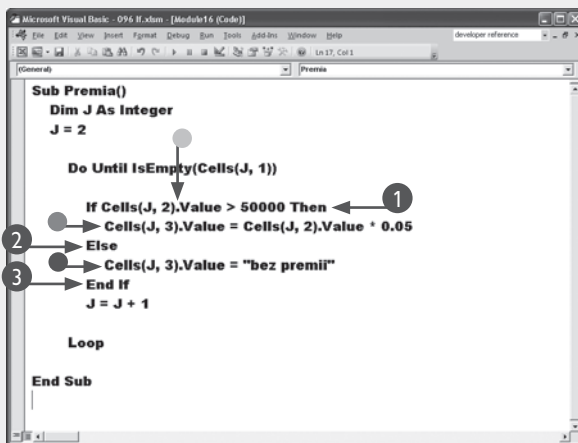 Microsoft Visual Basic - 096 If.xlsm - [Module16 (Code)]
File Edit View Insert Format Debug Run Tools Add-Ins Window Help developer reference
Ln 17, Col 1
(General) Premia
Sub Premia()
Dim J As Integer
J = 2
Do Until IsEmpty(Cells(J, 1))
If Cells(J, 2).Value > 50000 Then
1
Cells(J, 3).Value = Cells(J, 2).Value * 0.05
2
Else
Cells(J, 3).Value = "bez premii"
3
End If
J = J + 1
Loop
End Sub